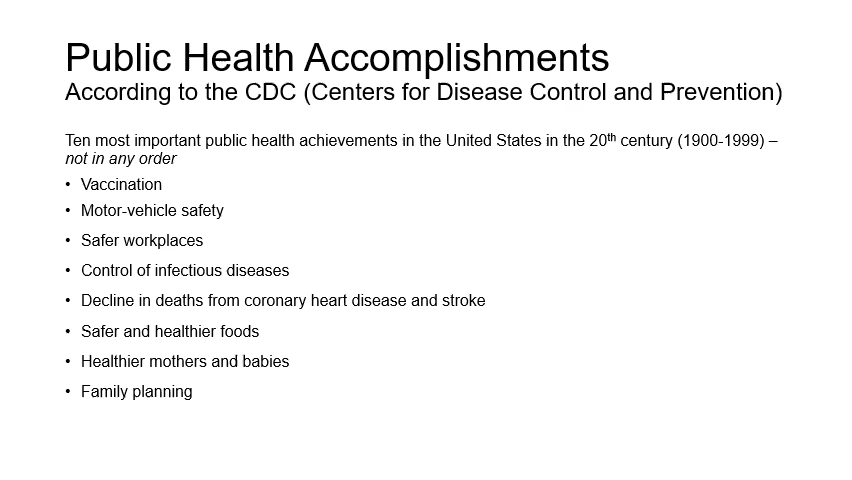 Public Health Accomplishments
According to the CDC (Centers for Disease Control and Prevention)
Ten most important public health achievements in the United States in the 20th century (1900-1999) –
not in any order
• Vaccination
• Motor-vehicle safety
• Safer workplaces
• Control of infectious diseases
• Decline in deaths from coronary heart disease and stroke
• Safer and healthier foods
• Healthier mothers and babies
• Family planning